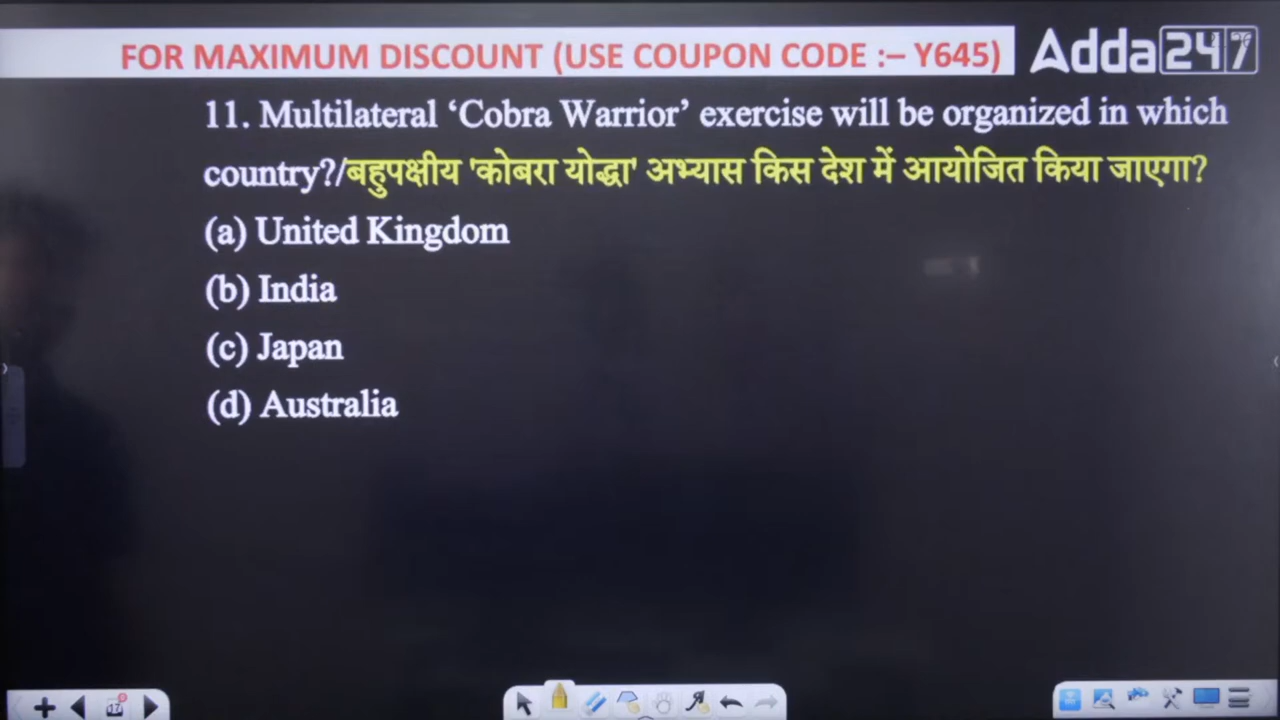 FOR MAXIMUM DISCOUNT (USE COUPON CODE :– Y645)
Adda247
11. Multilateral ‘Cobra Warrior’ exercise will be organized in which
country?/बहुपक्षीय 'कोबरा योद्धा' अभ्यास किस देश में आयोजित किया जाएगा?
(a) United Kingdom
(b) India
(c) Japan
(d) Australia
17